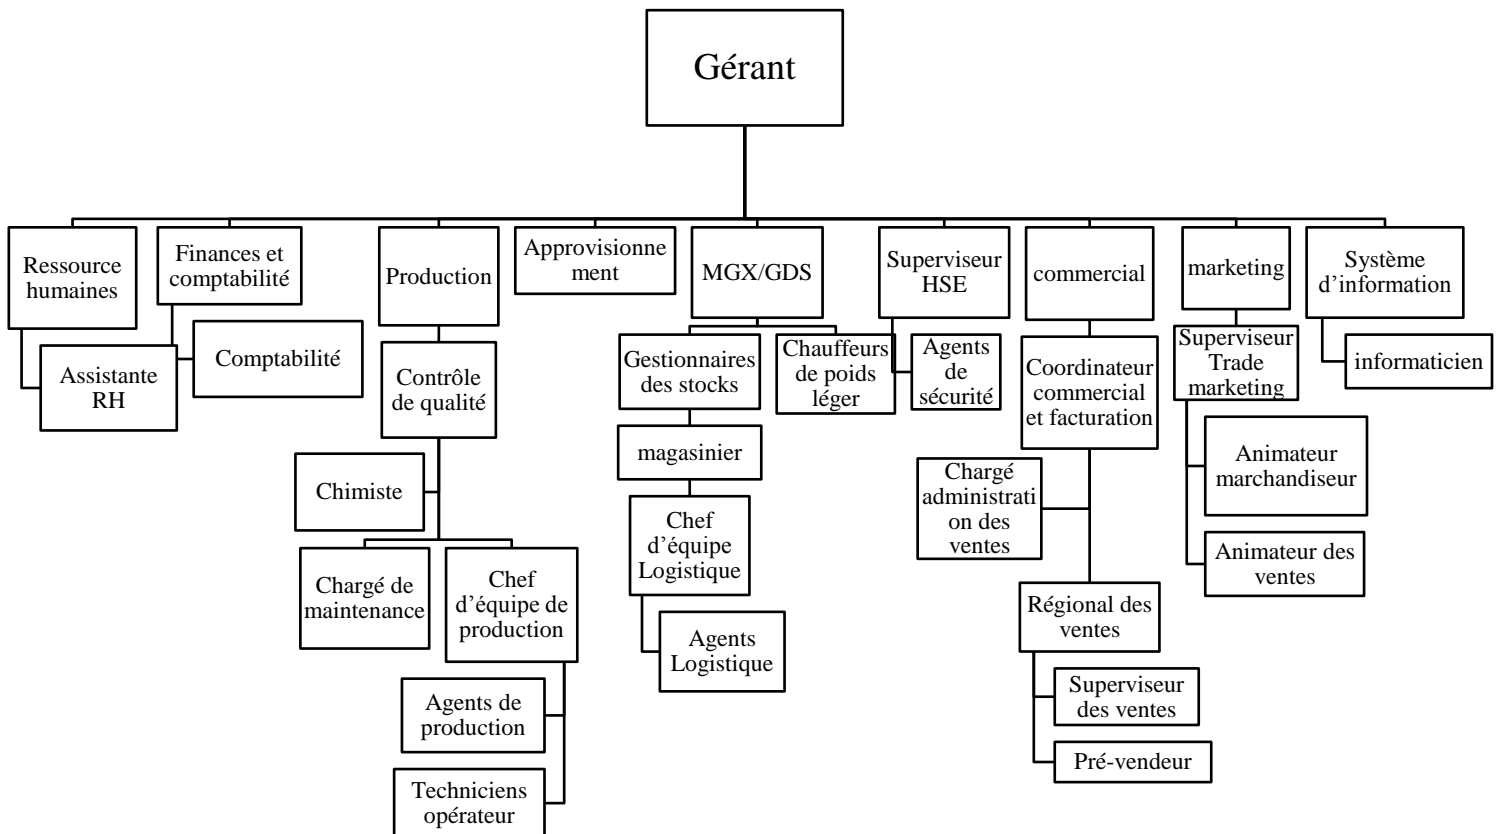 Gérant
Ressource
humaines
Finances et
comptabilité
Production
Approvisionne
ment
MGX/GDS
Superviseur
HSE
commercial
marketing
Système
d’information
Assistante
RH
Comptabilité
Contrôle
de qualité
Gestionnaires
des stocks
Chauffeurs
de poids
léger
Agents
de
sécurité
Coordinateur
commercial
et facturation
Superviseur
Trade
marketing
informaticien
Chimiste
magasinier
Chargé
administrati
on des
ventes
Animateur
marchandiseur
Chargé de
maintenance
Chef
d’équipe de
production
Chef
d’équipe
Logistique
Animateur des
ventes
Agents
Logistique
Régional des
ventes
Agents de
production
Superviseur
des ventes
Pré-vendeur
Techniciens
opérateur